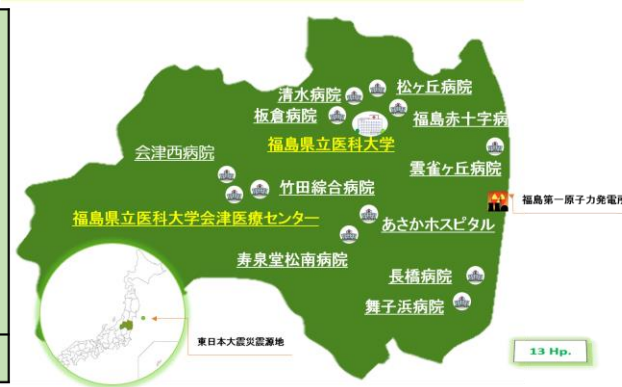 松ヶ丘病院
清水病院
板倉病院
福島赤十字病
福島県立医科大学
会津西病院
雲雀ヶ丘病院
竹田綜合病院
福島第一原子力発電所
福島県立医科大学会津医療センター
あさかホスピタル
寿泉堂松南病院
長橋病院
舞子浜病院
東日本大震災震源地
13 Hp.